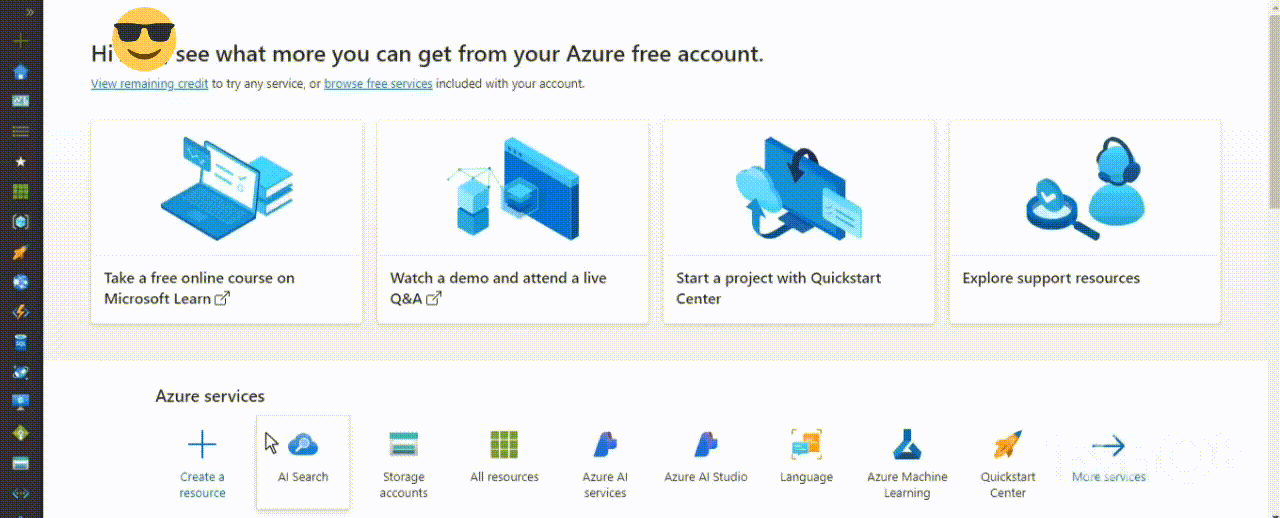 Hi see what more you can get from your Azure free account.
View remaining credit to try any service, or browse free services included with your account.
Take a free online course on
Microsoft Learn
Watch a demo and attend a live
Q&A
Start a project with Quickstart
Center
Explore support resources
Azure services
Create a
resource
AI Search
Storage
accounts
All resources
Azure AI
services
Azure AI Studio
Language
Azure Machine
Learning
Quickstart
Center
More services
SQL